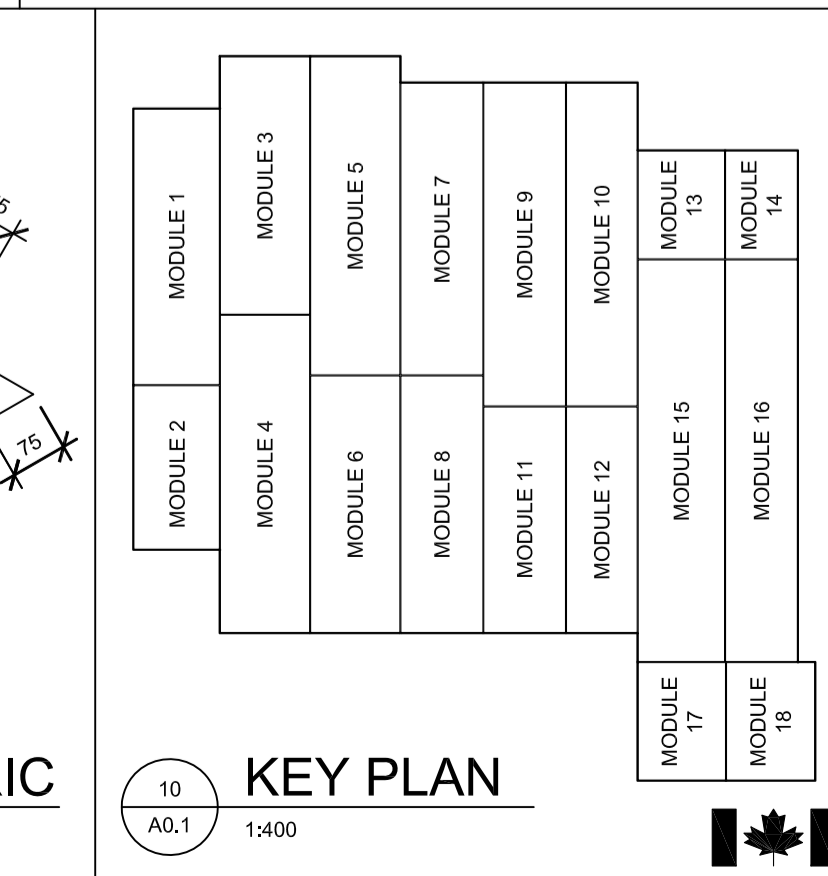 MODULE 1
MODULE 2
MODULE 3
MODULE 4
MODULE 5
MODULE 6
MODULE 7
MODULE 8
MODULE 9
MODULE 11
MODULE 10
MODULE 12
MODULE
13
MODULE
14
MODULE 15
MODULE 16
MODULE
17
MODULE
18
75
10
A0.1
KEY PLAN
1:400